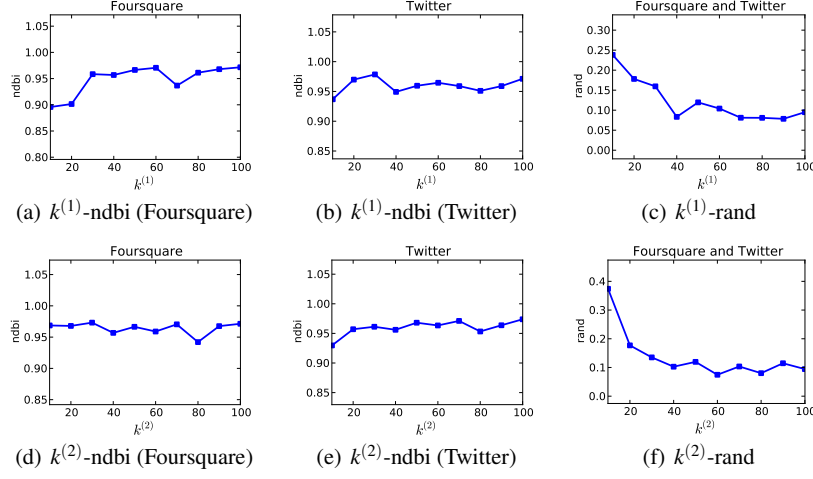 Foursquare
ndbi
1.05
1.00
0.95
0.90
0.85
0.80
20 40 60 80 100
k^(1)
(a) k^(1)-ndbi (Foursquare)
Twitter
ndbi
1.05
1.00
0.95
0.90
0.85
20 40 60 80 100
k^(1)
(b) k^(1)-ndbi (Twitter)
Foursquare and Twitter
rand
0.30
0.25
0.20
0.15
0.10
0.05
0.00
20 40 60 80 100
k^(1)
(c) k^(1)-rand
Foursquare
ndbi
1.05
1.00
0.95
0.90
0.85
20 40 60 80 100
k^(2)
(d) k^(2)-ndbi (Foursquare)
Twitter
ndbi
1.05
1.00
0.95
0.90
0.85
20 40 60 80 100
k^(2)
(e) k^(2)-ndbi (Twitter)
Foursquare and Twitter
rand
0.4
0.3
0.2
0.1
0.0
20 40 60 80 100
k^(2)
(f) k^(2)-rand